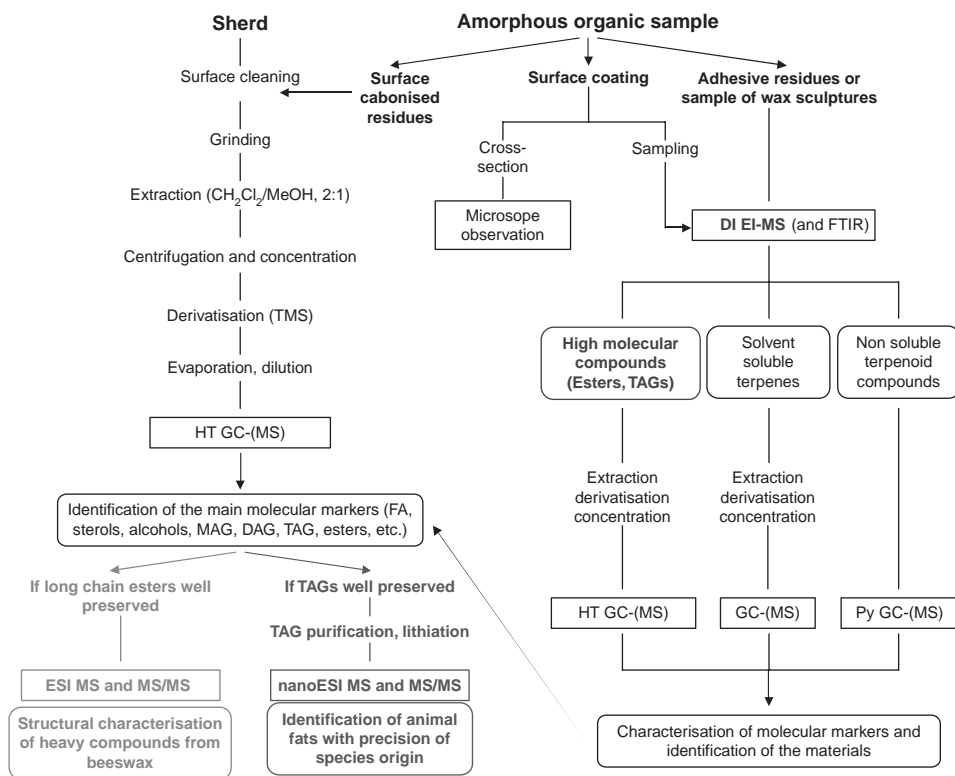 Sherd
Amorphous organic sample
Surface cleaning
Surface
cabonised
residues
Surface coating
Adhesive residues or
sample of wax sculptures
Grinding
Cross-
section
Sampling
Extraction (CH2Cl2/MeOH, 2:1)
Microsope
observation
DI EI-MS (and FTIR)
Centrifugation and concentration
Derivatisation (TMS)
High molecular
compounds
(Esters, TAGs)
Solvent
soluble
terpenes
Non soluble
terpenoid
compounds
Evaporation, dilution
HT GC-(MS)
Extraction
derivatisation
concentration
Extraction
derivatisation
concentration
Identification of the main molecular markers (FA,
sterols, alcohols, MAG, DAG, TAG, esters, etc.)
If long chain esters well
preserved
If TAGs well preserved
TAG purification, lithiation
HT GC-(MS)
GC-(MS)
Py GC-(MS)
ESI MS and MS/MS
nanoESI MS and MS/MS
Structural characterisation
of heavy compounds from
beeswax
Identification of animal
fats with precision of
species origin
Characterisation of molecular markers and
identification of the materials